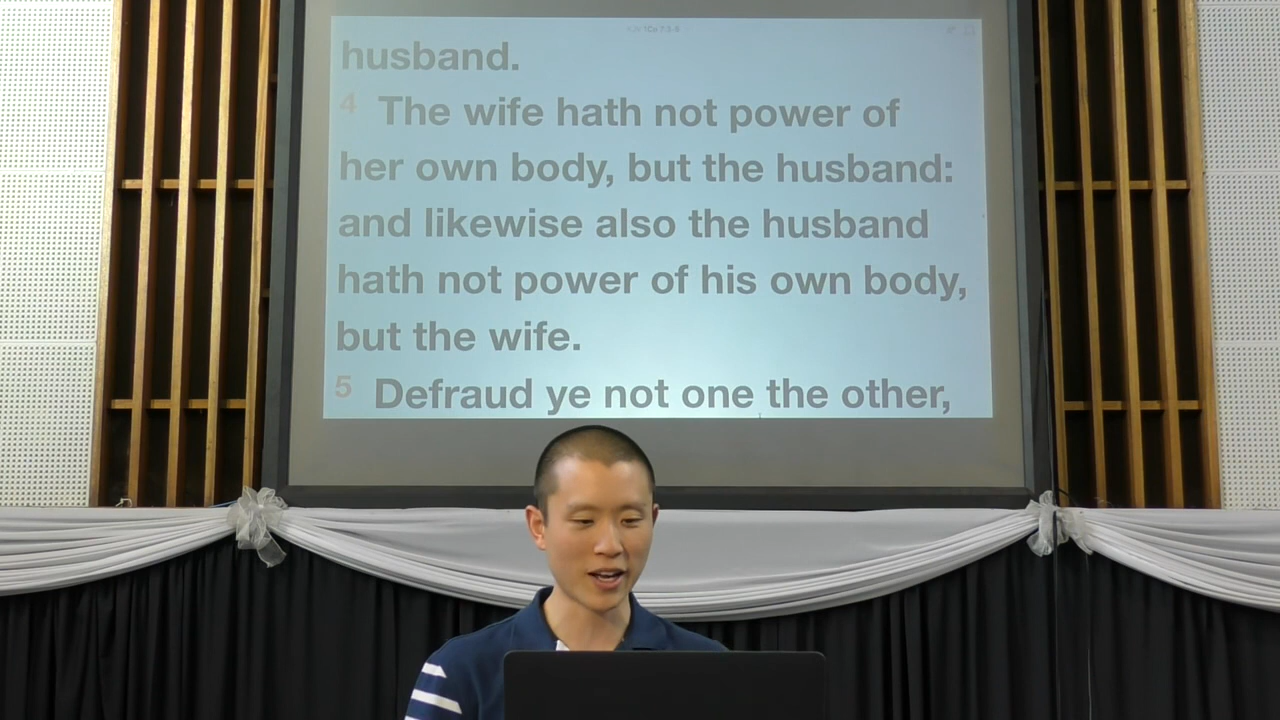 husband.
4 The wife hath not power of
her own body, but the husband:
and likewise also the husband
hath not power of his own body,
but the wife.
5 Defraud ye not one the other,